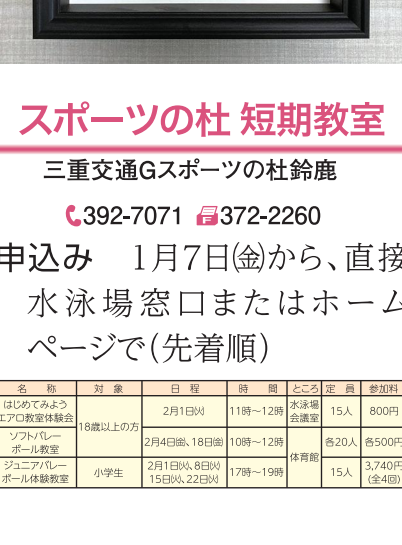 スポーツの杜 短期教室
三重交通Gスポーツの杜鈴鹿
392-7071 372-2260
申込み 1月7日㈮から、直接
水泳場窓口またはホーム
ページで(先着順)
名称 対象 日程 時間 ところ 定員 参加料
はじめてみよう
エアロ教室体験会 18歳以上の方 2月1日㈫ 11時〜12時 水泳場
会議室 15人 800円
ソフトバレー
ボール教室 2月4日㈮、18日㈮ 10時〜12時 体育館 各20人 各500円
ジュニアバレー
ボール体験教室 小学生 2月1日㈫、8日㈫
15日㈫、22日㈫ 17時〜19時 15人 3,740円
(全4回)